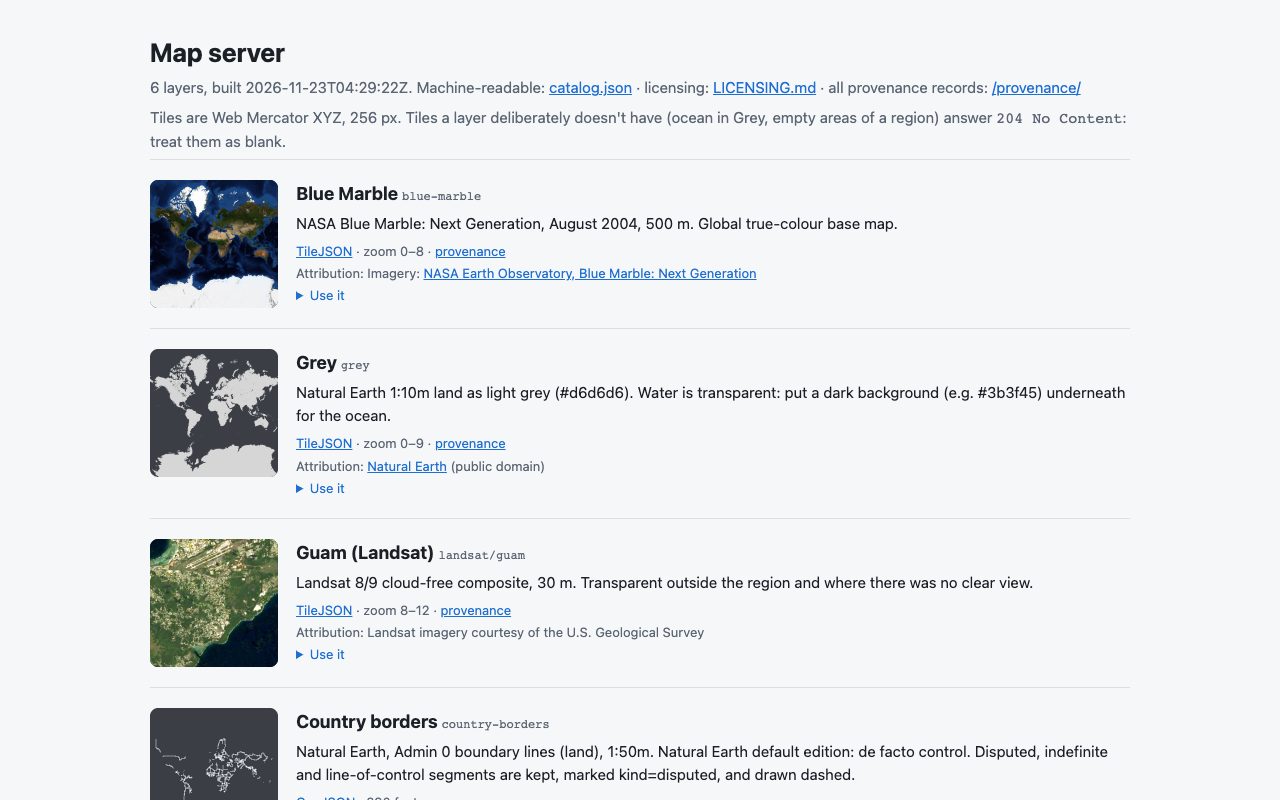 Map server
6 layers, built 2026-11-23T04:29:22Z. Machine-readable: catalog.json · licensing: LICENSING.md · all provenance records: /provenance/
Tiles are Web Mercator XYZ, 256 px. Tiles a layer deliberately doesn't have (ocean in Grey, empty areas of a region) answer 204 No Content:
treat them as blank.
Blue Marble blue-marble
NASA Blue Marble: Next Generation, August 2004, 500 m. Global true-colour base map.
TileJSON · zoom 0–8 · provenance
Attribution: Imagery: NASA Earth Observatory, Blue Marble: Next Generation
Use it
Grey grey
Natural Earth 1:10m land as light grey (#d6d6d6). Water is transparent: put a dark background (e.g. #3b3f45) underneath
for the ocean.
TileJSON · zoom 0–9 · provenance
Attribution: Natural Earth (public domain)
Use it
Guam (Landsat) landsat/guam
Landsat 8/9 cloud-free composite, 30 m. Transparent outside the region and where there was no clear view.
TileJSON · zoom 8–12 · provenance
Attribution: Landsat imagery courtesy of the U.S. Geological Survey
Use it
Country borders country-borders
Natural Earth, Admin 0 boundary lines (land), 1:50m. Natural Earth default edition: de facto control. Disputed, indefinite
and line-of-control segments are kept, marked kind=disputed, and drawn dashed.